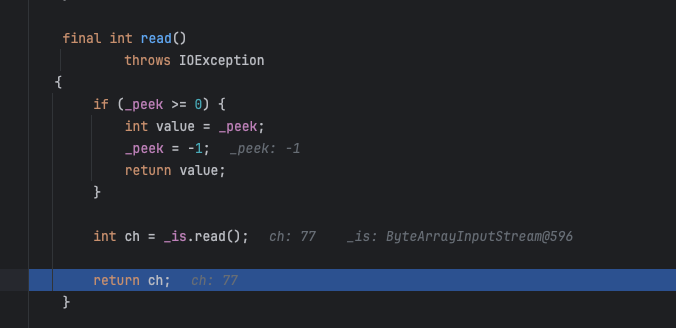 final int read()
throws IOException
{
if (_peek >= 0) {
int value = _peek;
_peek = -1; _peek: -1
return value;
}
int ch = _is.read(); ch: 77 _is: ByteArrayInputStream@596
return ch; ch: 77
}